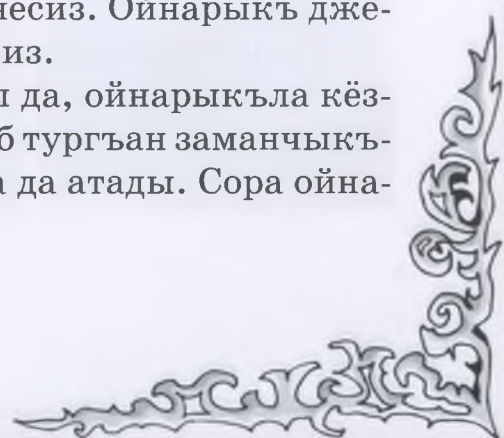 несиз. Ойнарыкъ дже-
из.
да, ойнарыкъла кёз-
тургъан заманчыкъ-
да атады. Сора ойна-